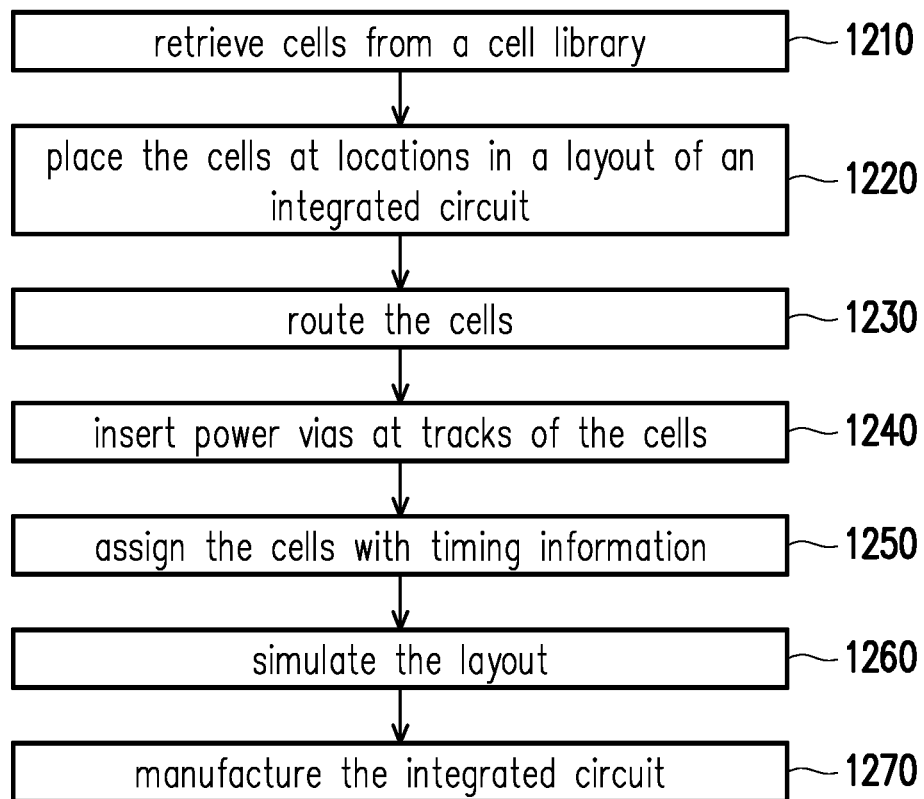 retrieve cells from a cell library
1210
place the cells at locations in a layout of an
integrated circuit
1220
route the cells
1230
insert power vias at tracks of the cells
1240
assign the cells with timing information
1250
simulate the layout
1260
manufacture the integrated circuit
1270